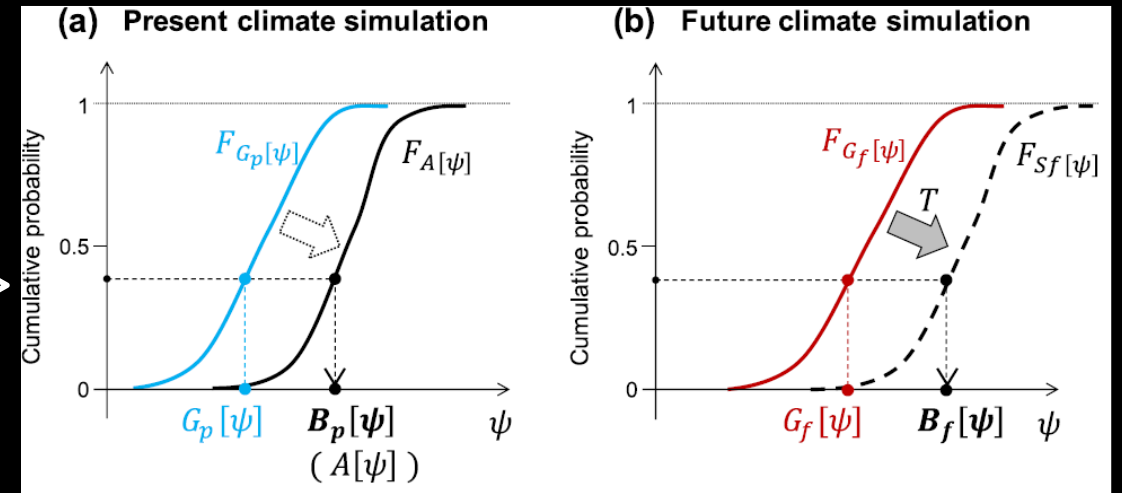 (a) Present climate simulation
Cumulative probability
1
0.5
0
F_{G_p[ψ]}
F_{A[ψ]}
G_p[ψ]
B_p[ψ]
(A[ψ])
ψ
(b) Future climate simulation
Cumulative probability
1
0.5
0
F_{G_f[ψ]}
T
F_{Sf[ψ]}
G_f[ψ]
B_f[ψ]
ψ